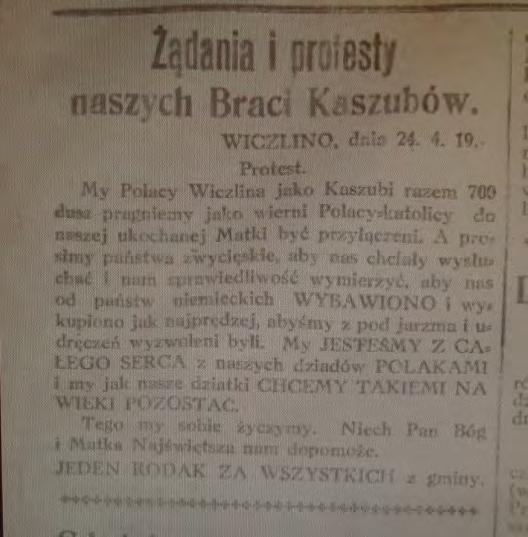 Żądania i protesty
naszych Braci Kaszubów.
WICZLINO, dnia 24. 4. 19.
Protest.
My Polacy Wiczlina jako Kaszubi razem 700
dusz pragniemy jako wierni Polacy-katolicy do
naszej ukochanej Matki być przyłączeni. A pro-
simy państwa zwycięskie, aby nas chciały wysłu-
chać i nam sprawiedliwość wymierzyć, aby nas
od państw niemieckich WYBAWIONO i wy-
kupiono jak najprędzej, abyśmy z pod jarzma i u-
dręczeń wyzwoleni byli. My JESTEŚMY Z CA-
ŁEGO SERCA z naszych dziadów POLAKAMI
i my jak nasze dziatki CHCEMY TAKIEMI NA
WIEKI POZOSTAĆ.
Tego my sobie życzymy. Niech Pan Bóg
i Matka Najświętsza nam dopomoże.
JEDEN RODAK ZA WSZYSTKICH z gminy.